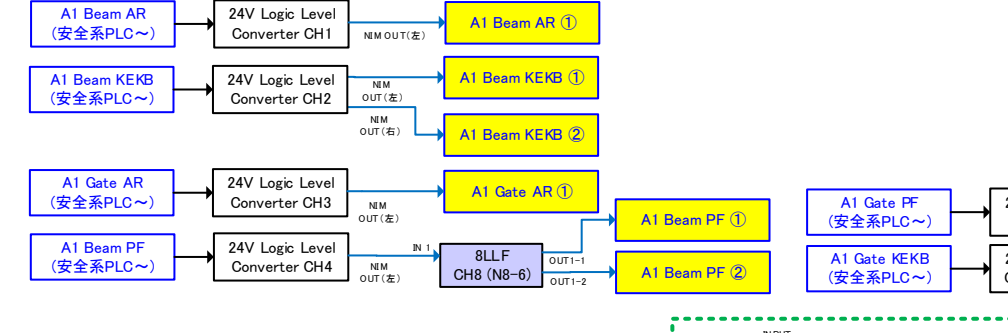 A1 Beam AR
(安全系PLC～)
24V Logic Level
Converter CH1
NIM OUT(左)
A1 Beam AR ①
A1 Beam KEKB
(安全系PLC～)
24V Logic Level
Converter CH2
NIM
OUT(左)
A1 Beam KEKB ①
NIM
OUT(右)
A1 Beam KEKB ②
A1 Gate AR
(安全系PLC～)
24V Logic Level
Converter CH3
NIM
OUT(左)
A1 Gate AR ①
A1 Beam PF
(安全系PLC～)
24V Logic Level
Converter CH4
NIM
OUT(左)
IN 1
8LLF
CH8 (N8-6)
OUT1-1
OUT1-2
A1 Beam PF ①
A1 Beam PF ②
A1 Gate PF
(安全系PLC～)
A1 Gate KEKB
(安全系PLC～)